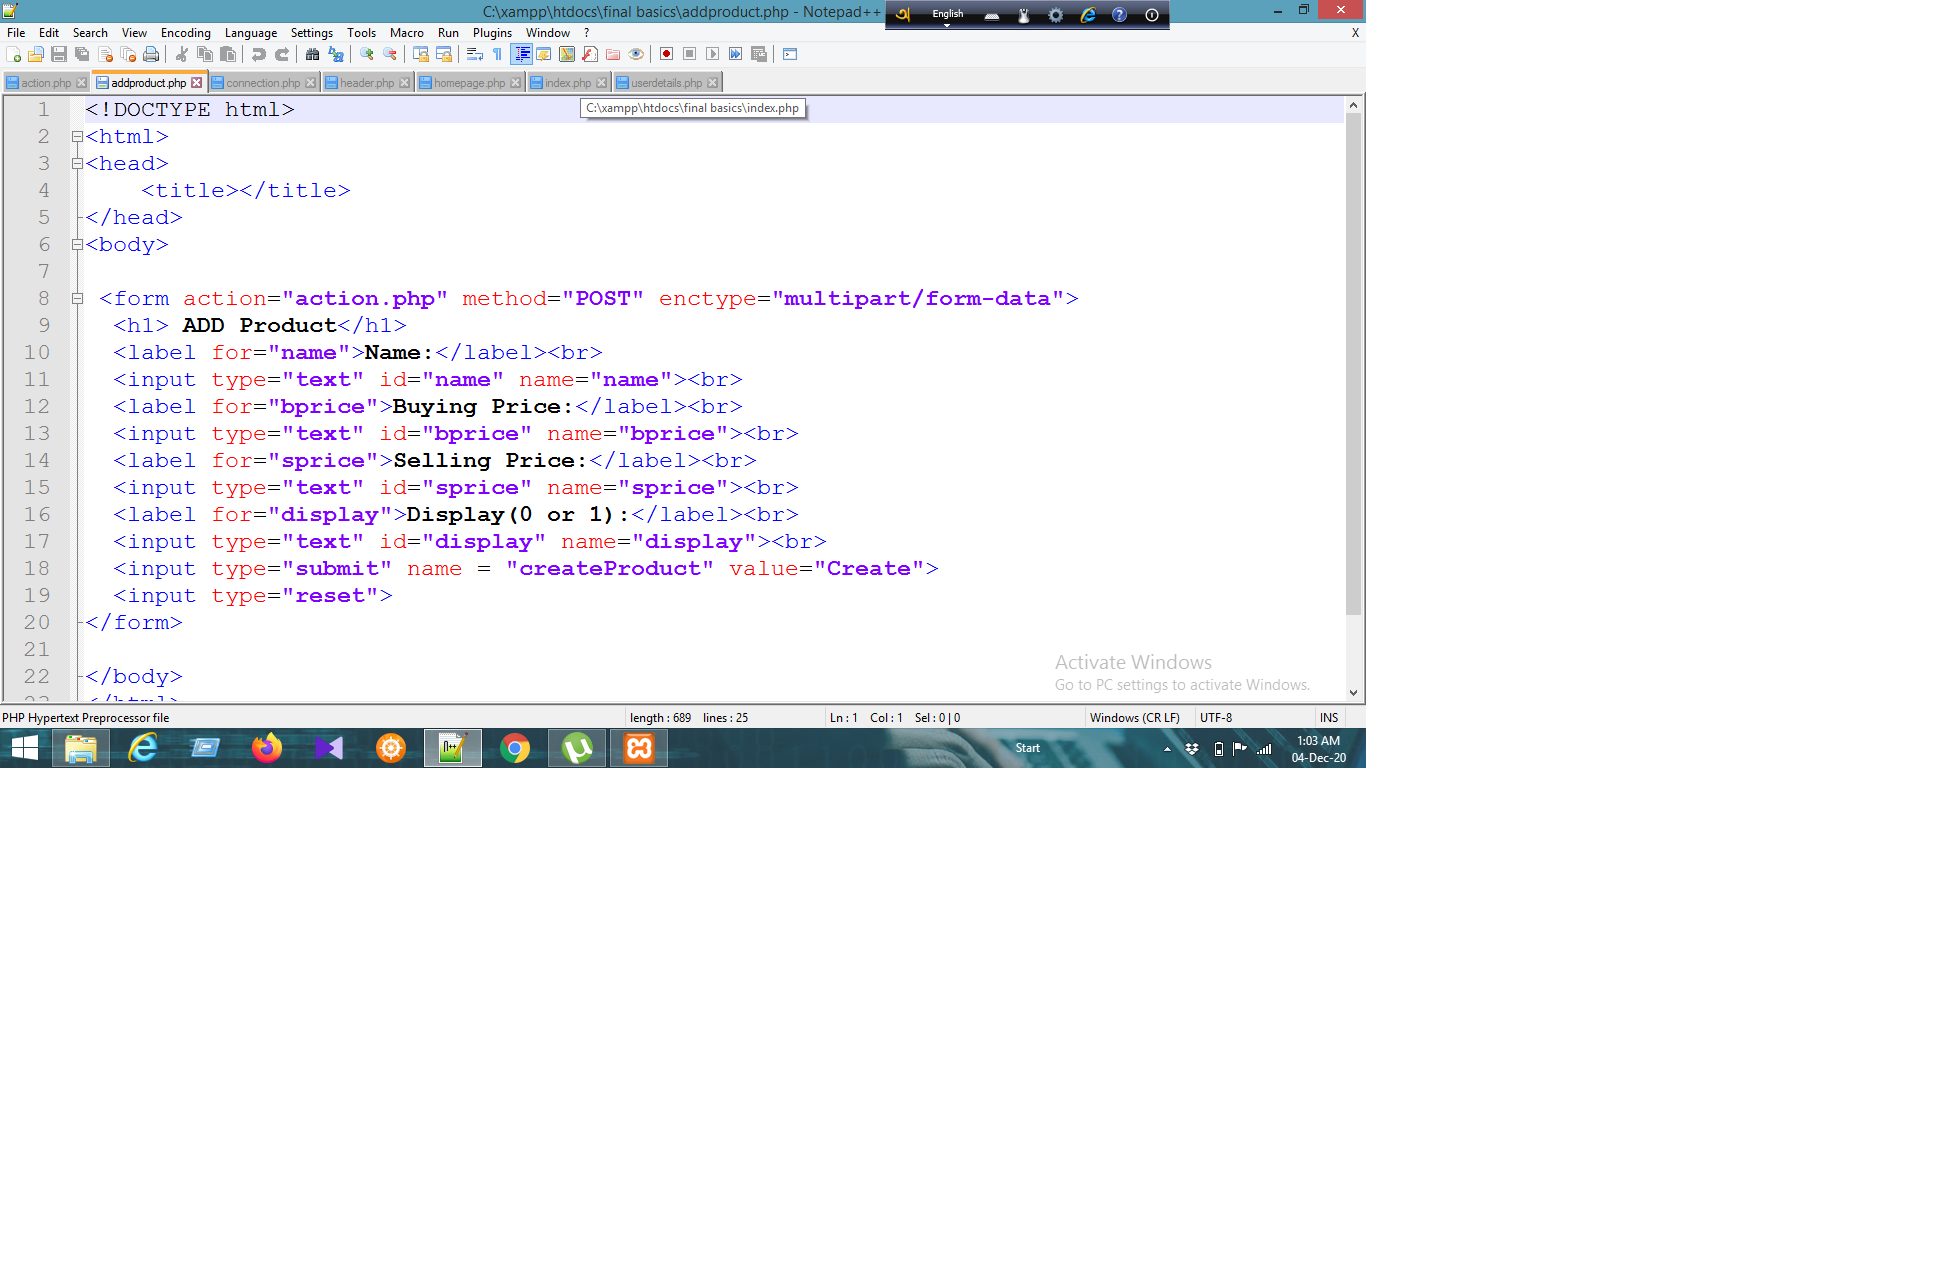 C:\xampp\htdocs\final basics\addproduct.php - Notepad++
English
File Edit Search View Encoding Language Settings Tools Macro Run Plugins Window ? X
action.php addproduct.php connection.php header.php homepage.php index.php userdetails.php
C:\xampp\htdocs\final basics\index.php
1 <!DOCTYPE html>
2 <html>
3 <head>
4 <title></title>
5 </head>
6 <body>
7
8 <form action="action.php" method="POST" enctype="multipart/form-data">
9 <h1> ADD Product</h1>
10 <label for="name">Name:</label><br>
11 <input type="text" id="name" name="name"><br>
12 <label for="bprice">Buying Price:</label><br>
13 <input type="text" id="bprice" name="bprice"><br>
14 <label for="sprice">Selling Price:</label><br>
15 <input type="text" id="sprice" name="sprice"><br>
16 <label for="display">Display(0 or 1):</label><br>
17 <input type="text" id="display" name="display"><br>
18 <input type="submit" name = "createProduct" value="Create">
19 <input type="reset">
20 </form>
21
22 </body>
23 </html>
Activate Windows
Go to PC settings to activate Windows.
PHP Hypertext Preprocessor file length : 689 lines : 25 Ln : 1 Col : 1 Sel : 0 | 0 Windows (CR LF) UTF-8 INS
Start
1:03 AM
04-Dec-20